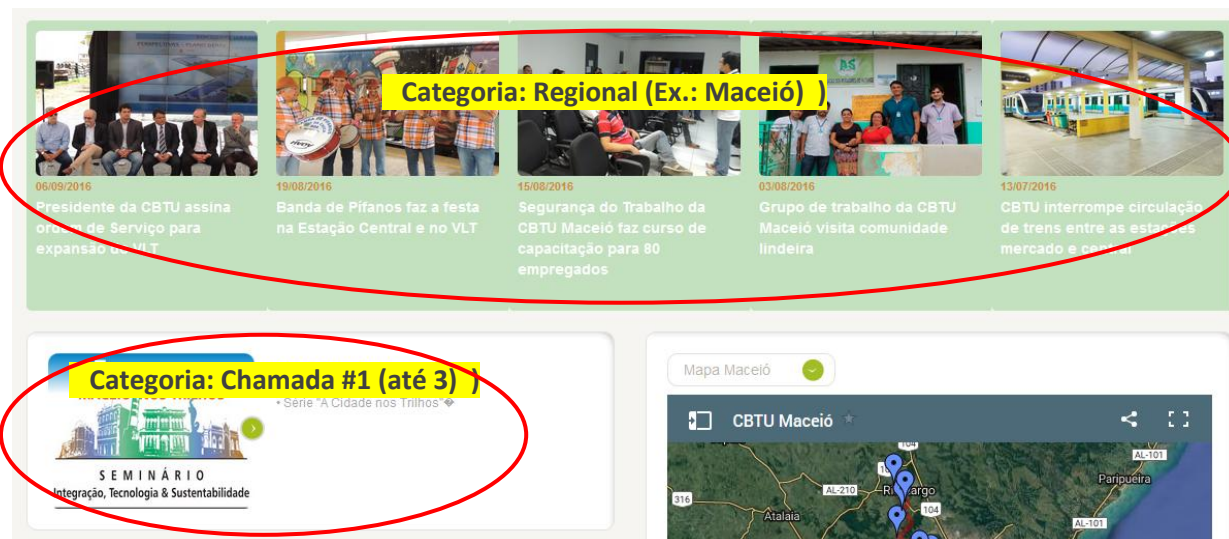 Categoria: Regional (Ex.: Maceió) )
06/09/2016
Presidente da CBTU assina
ordem de Serviço para
expansão do VLT
19/08/2016
Banda de Pífanos faz a festa
na Estação Central e no VLT
15/08/2016
Segurança do Trabalho da
CBTU Maceió faz curso de
capacitação para 80
empregados
03/08/2016
Grupo de trabalho da CBTU
Maceió visita comunidade
lindeira
13/07/2016
CBTU interrompe circulação
de trens entre as estações
mercado e central
Categoria: Chamada #1 (até 3) )
• Série "A Cidade nos Trilhos"�
SEMINÁRIO
Integração, Tecnologia & Sustentabilidade
Mapa Maceió
CBTU Maceió
104
AL-101
Paripueira
AL-210
316
104
Atalaia
AL-101